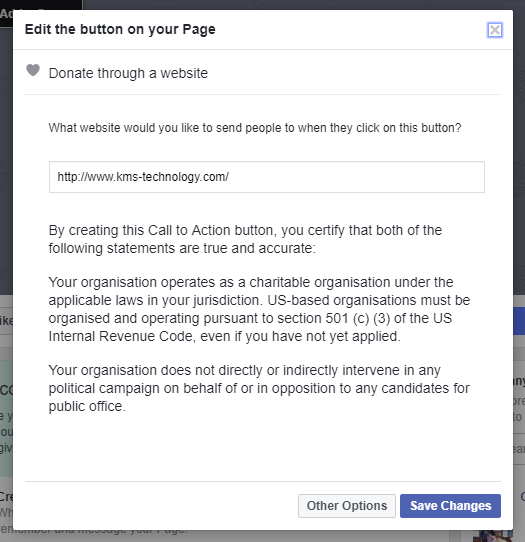 Edit the button on your Page
Donate through a website
What website would you like to send people to when they click on this button?
http://www.kms-technology.com/
By creating this Call to Action button, you certify that both of the
following statements are true and accurate:
Your organisation operates as a charitable organisation under the
applicable laws in your jurisdiction. US-based organisations must be
organised and operating pursuant to section 501 (c) (3) of the US
Internal Revenue Code, even if you have not yet applied.
Your organisation does not directly or indirectly intervene in any
political campaign on behalf of or in opposition to any candidates for
public office.
Other Options
Save Changes
remember and message your Page.